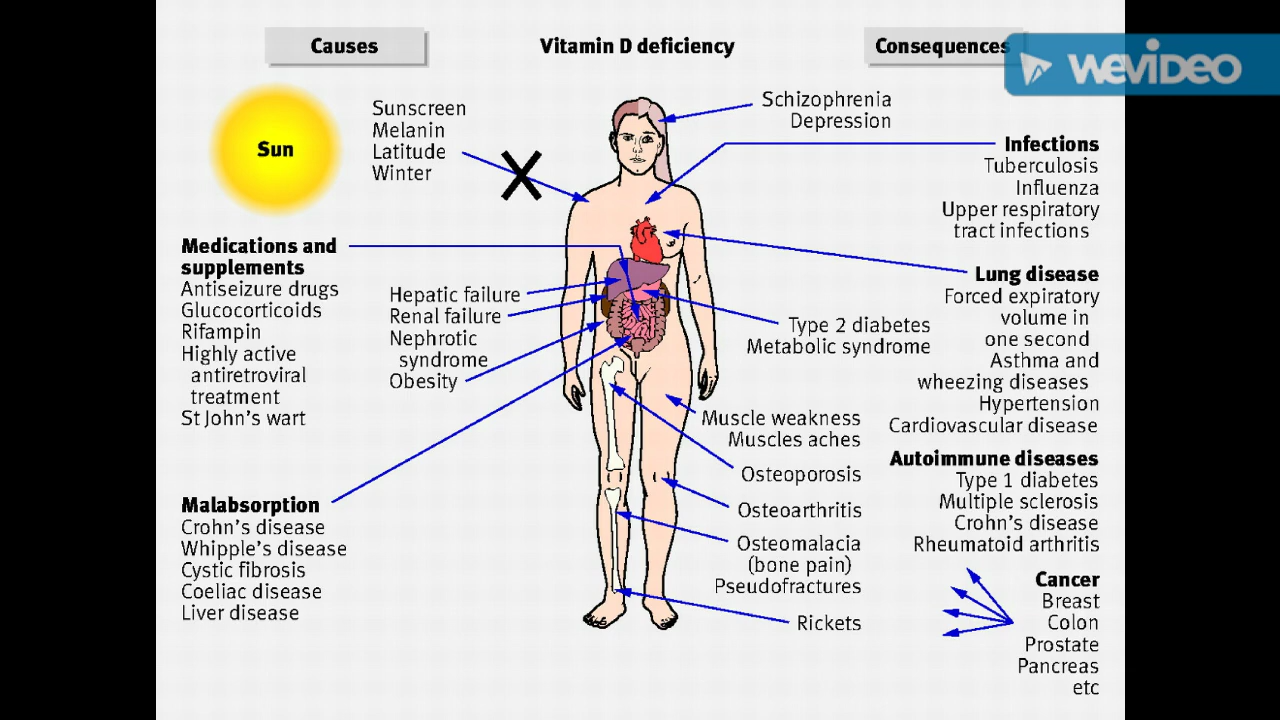 Causes
Vitamin D deficiency
Consequences
WEVIDEO
Sun
Sunscreen
Melanin
Latitude
Winter
Medications and
supplements
Antiseizure drugs
Glucocorticoids
Rifampin
Highly active
antiretroviral
treatment
St John's wart
Hepatic failure
Renal failure
Nephrotic
syndrome
Obesity
Malabsorption
Crohn's disease
Whipple's disease
Cystic fibrosis
Coeliac disease
Liver disease
Schizophrenia
Depression
Type 2 diabetes
Metabolic syndrome
Muscle weakness
Muscles aches
Osteoporosis
Osteoarthritis
Osteomalacia
(bone pain)
Pseudofractures
Rickets
Infections
Tuberculosis
Influenza
Upper respiratory
tract infections
Lung disease
Forced expiratory
volume in
one second
Asthma and
wheezing diseases
Hypertension
Cardiovascular disease
Autoimmune diseases
Type 1 diabetes
Multiple sclerosis
Crohn's disease
Rheumatoid arthritis
Cancer
Breast
Colon
Prostate
Pancreas
etc